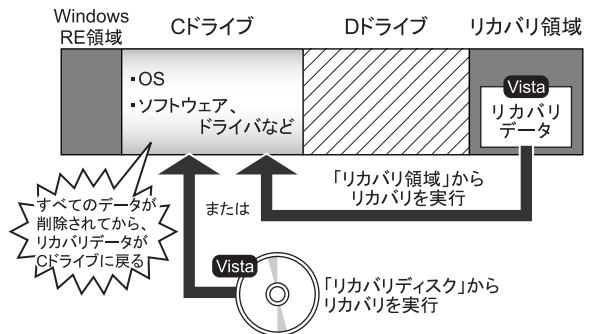 Windows
RE領域
Cドライブ
Dドライブ
リカバリ領域
・OS
・ソフトウェア、
ドライバなど
Vista
リカバリ
データ
すべてのデータが
削除されてから、
リカバリデータが
Cドライブに戻る
または
「リカバリ領域」から
リカバリを実行
Vista
「リカバリディスク」から
リカバリを実行